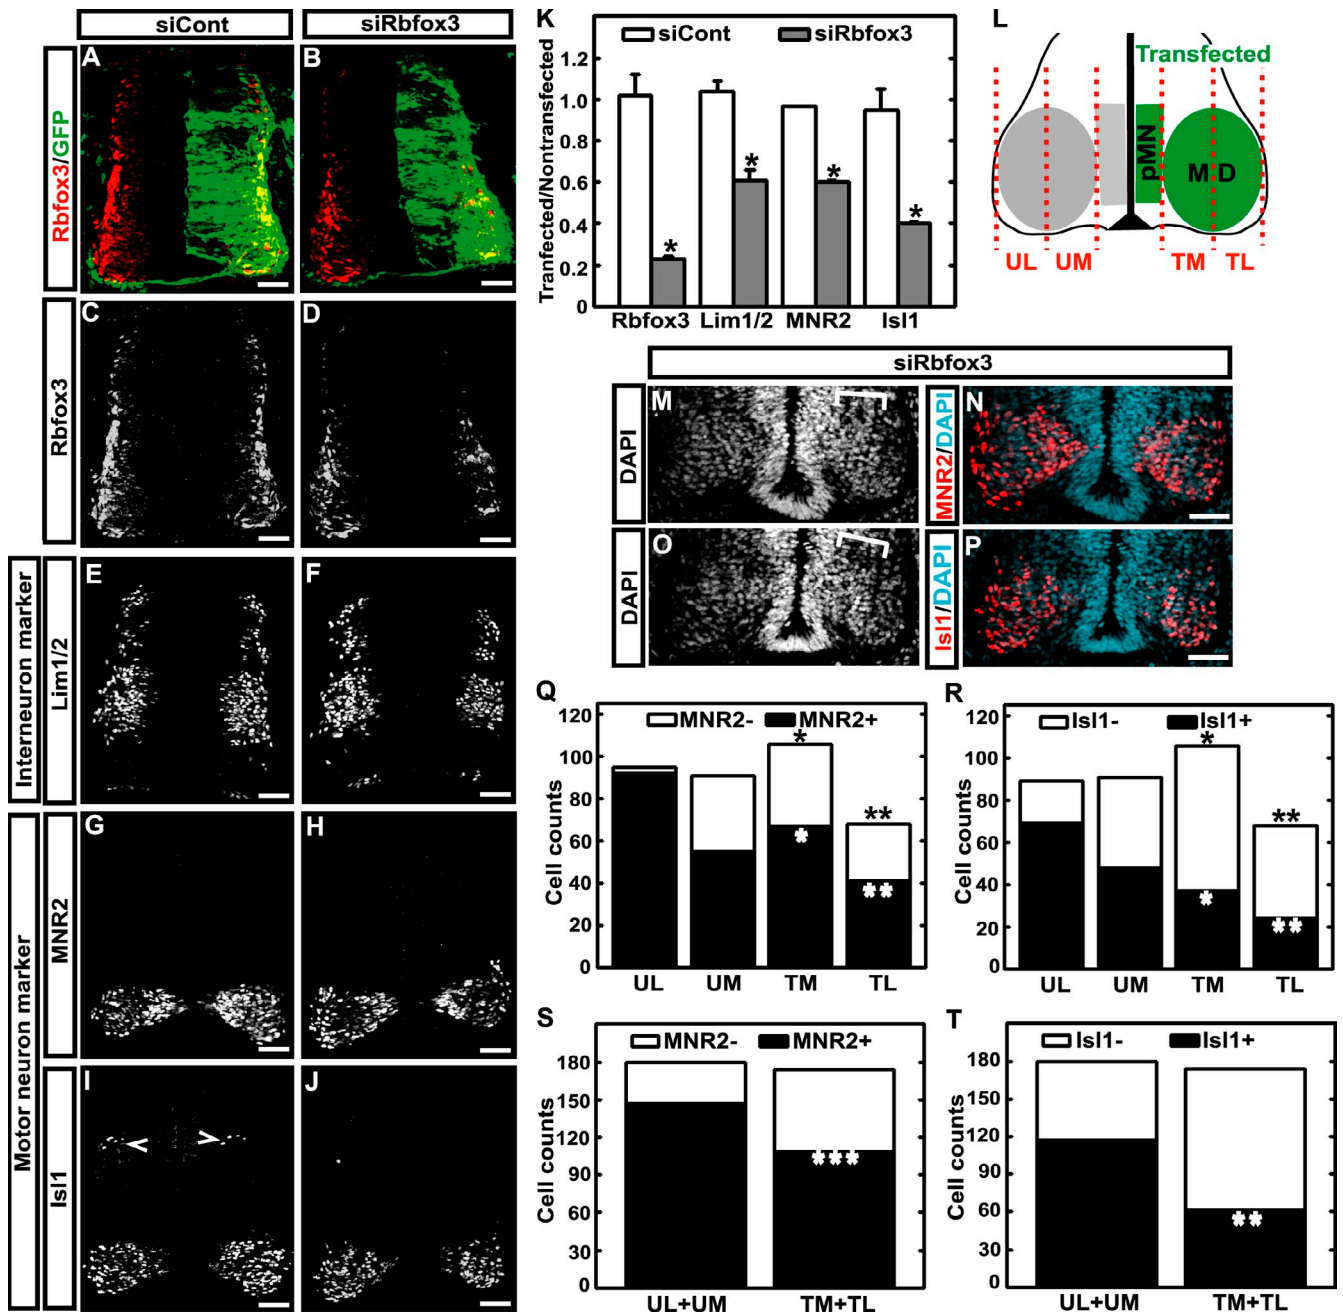 siCont
siRbfox3
Rbfox3/GFP
A
B
Rbfox3
C
D
Interneuron marker
Lim1/2
E
F
Motor neuron marker
MNR2
G
H
Isl1
I
J
K
siCont
siRbfox3
Tranfected/Nontransfected
1.2
1.0
0.8
0.6
0.4
0.2
0
*
*
*
*
Rbfox3
Lim1/2
MNR2
Isl1
L
Transfected
pMN
M D
UL
UM
TM
TL
siRbfox3
DAPI
M
MNR2/DAPI
N
DAPI
O
Isl1/DAPI
P
Q
MNR2-
MNR2+
Cell counts
120
100
80
60
40
20
0
*
*
**
**
UL
UM
TM
TL
R
Isl1-
Isl1+
Cell counts
120
100
80
60
40
20
0
*
*
**
**
UL
UM
TM
TL
S
MNR2-
MNR2+
Cell counts
180
150
120
90
60
30
0
***
UL+UM
TM+TL
T
Isl1-
Isl1+
Cell counts
180
150
120
90
60
30
0
**
UL+UM
TM+TL